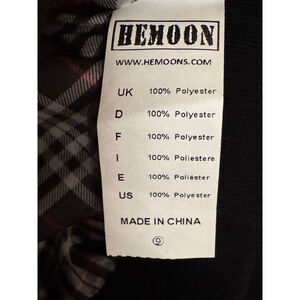 HEMOON
WWW.HEMOONS.COM
UK 100% Polyester
D 100% Polyester
F 100% Polyester
I 100% Poliestere
E 100% Poliéster
US 100% Polyester
MADE IN CHINA
⑨